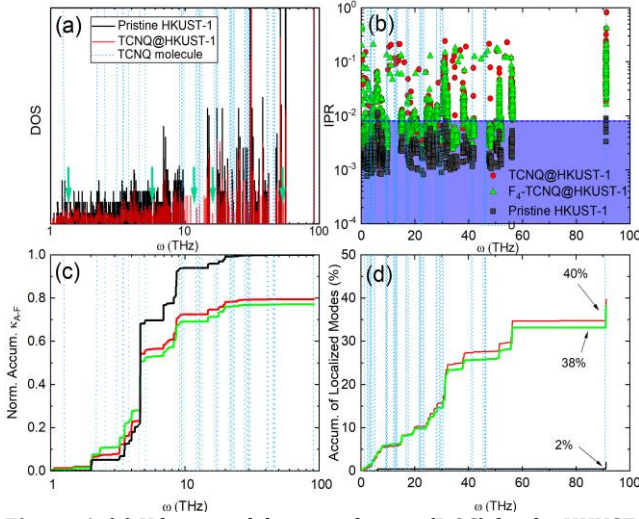 (a)
Pristine HKUST-1
TCNQ@HKUST-1
TCNQ molecule
DOS
1
10
100
ω (THz)
(b)
10⁰
10⁻¹
10⁻²
10⁻³
10⁻⁴
IPR
TCNQ@HKUST-1
F₄-TCNQ@HKUST-1
Pristine HKUST-1
0
20
40
60
80
100
ω (THz)
(c)
1.0
0.8
0.6
0.4
0.2
0.0
Norm. Accum. κA-F
1
10
100
ω (THz)
(d)
50
40
30
20
10
0
Accum. of Localized Modes (%)
40%
38%
2%
0
20
40
60
80
100
ω (THz)